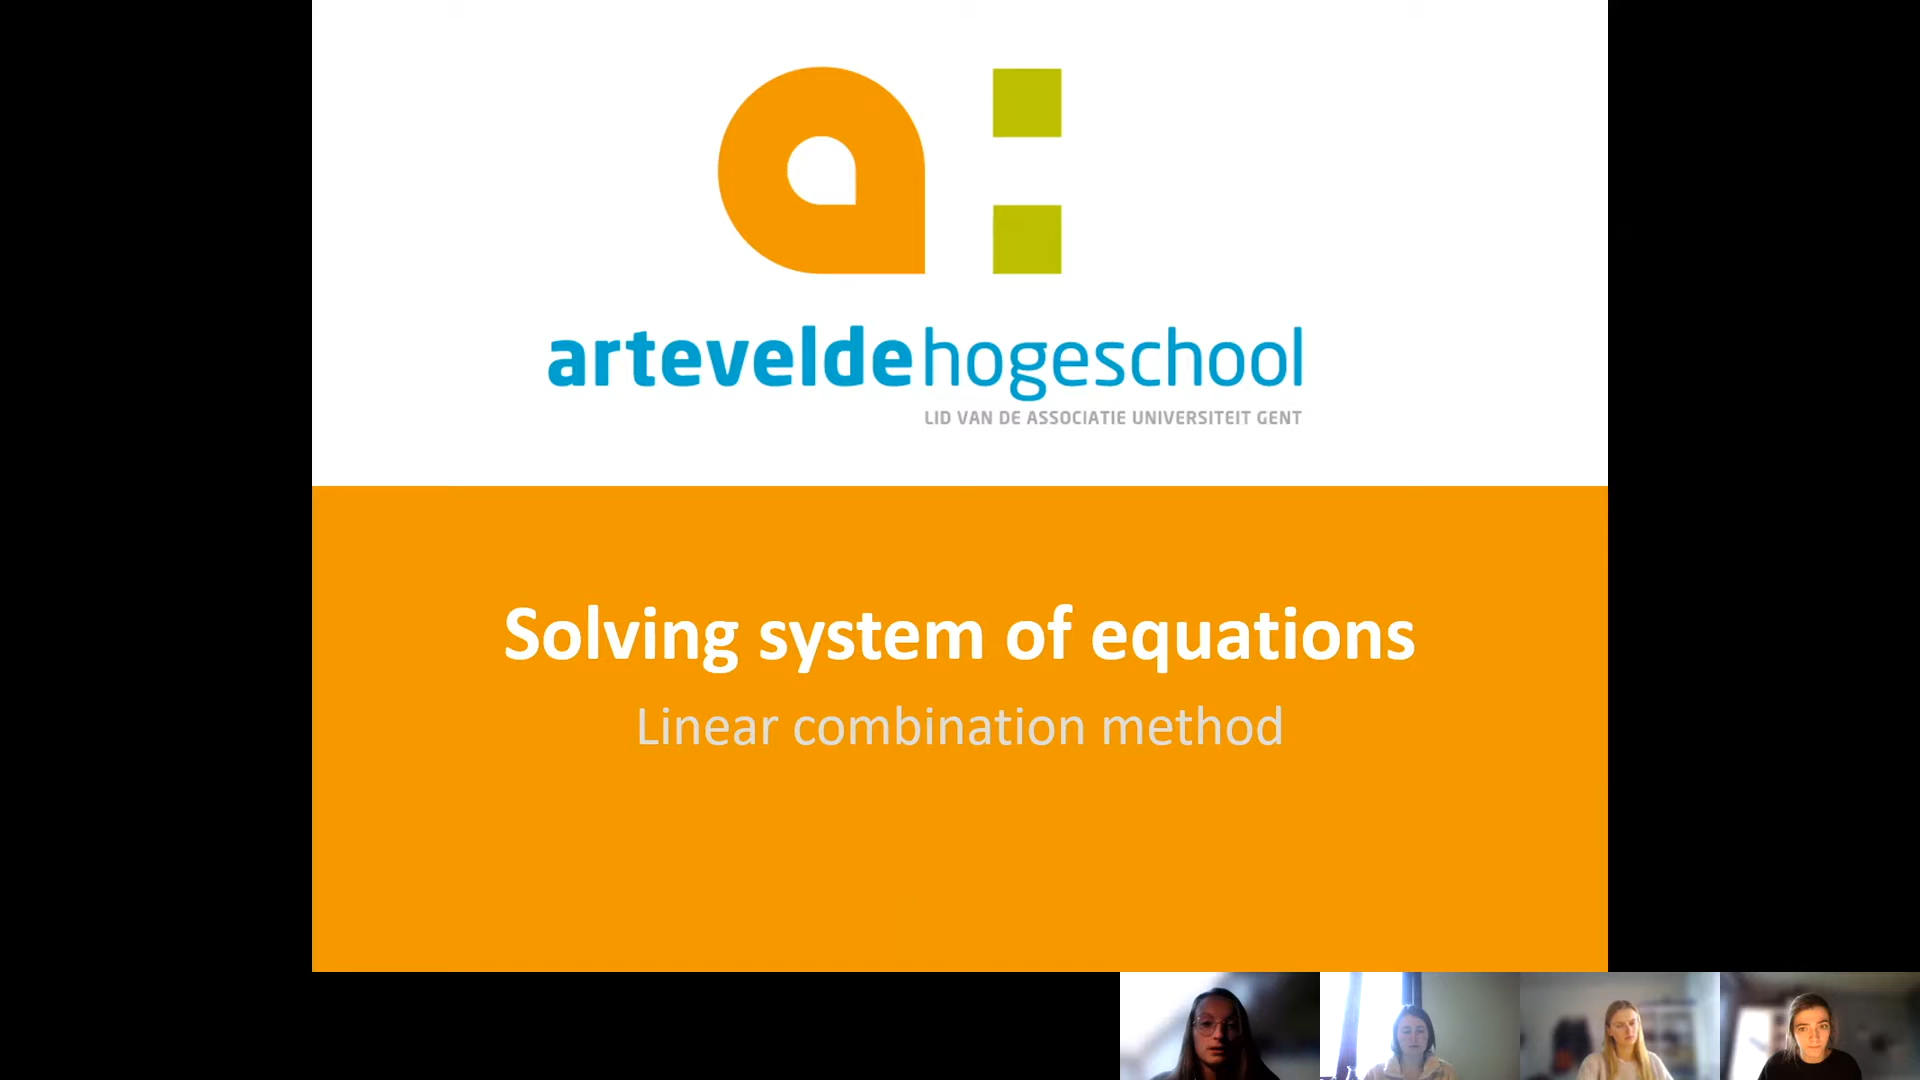 arteveldehogeschool
LID VAN DE ASSOCIATIE UNIVERSITEIT GENT
Solving system of equations
Linear combination method